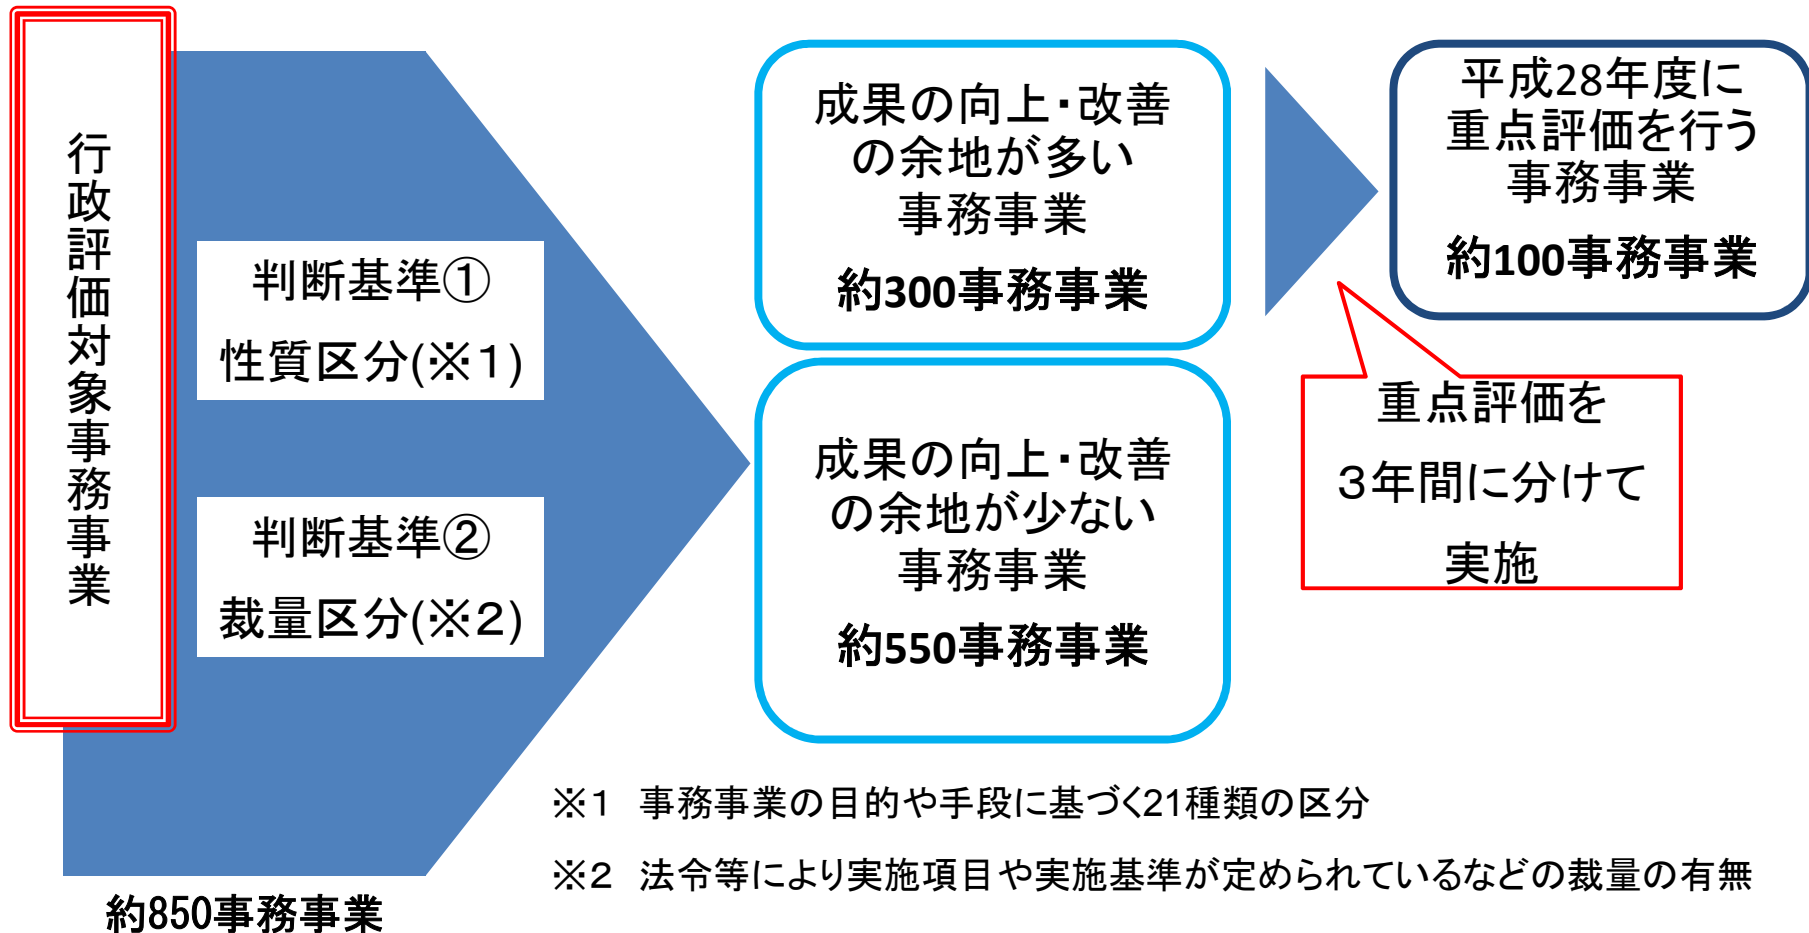 行政評価対象事務事業
判断基準①
性質区分(※1)
判断基準②
裁量区分(※2)
約850事務事業
成果の向上・改善
の余地が多い
事務事業
約300事務事業
成果の向上・改善
の余地が少ない
事務事業
約550事務事業
平成28年度に
重点評価を行う
事務事業
約100事務事業
重点評価を
3年間に分けて
実施
※1 事務事業の目的や手段に基づく21種類の区分
※2 法令等により実施項目や実施基準が定められているなどの裁量の有無